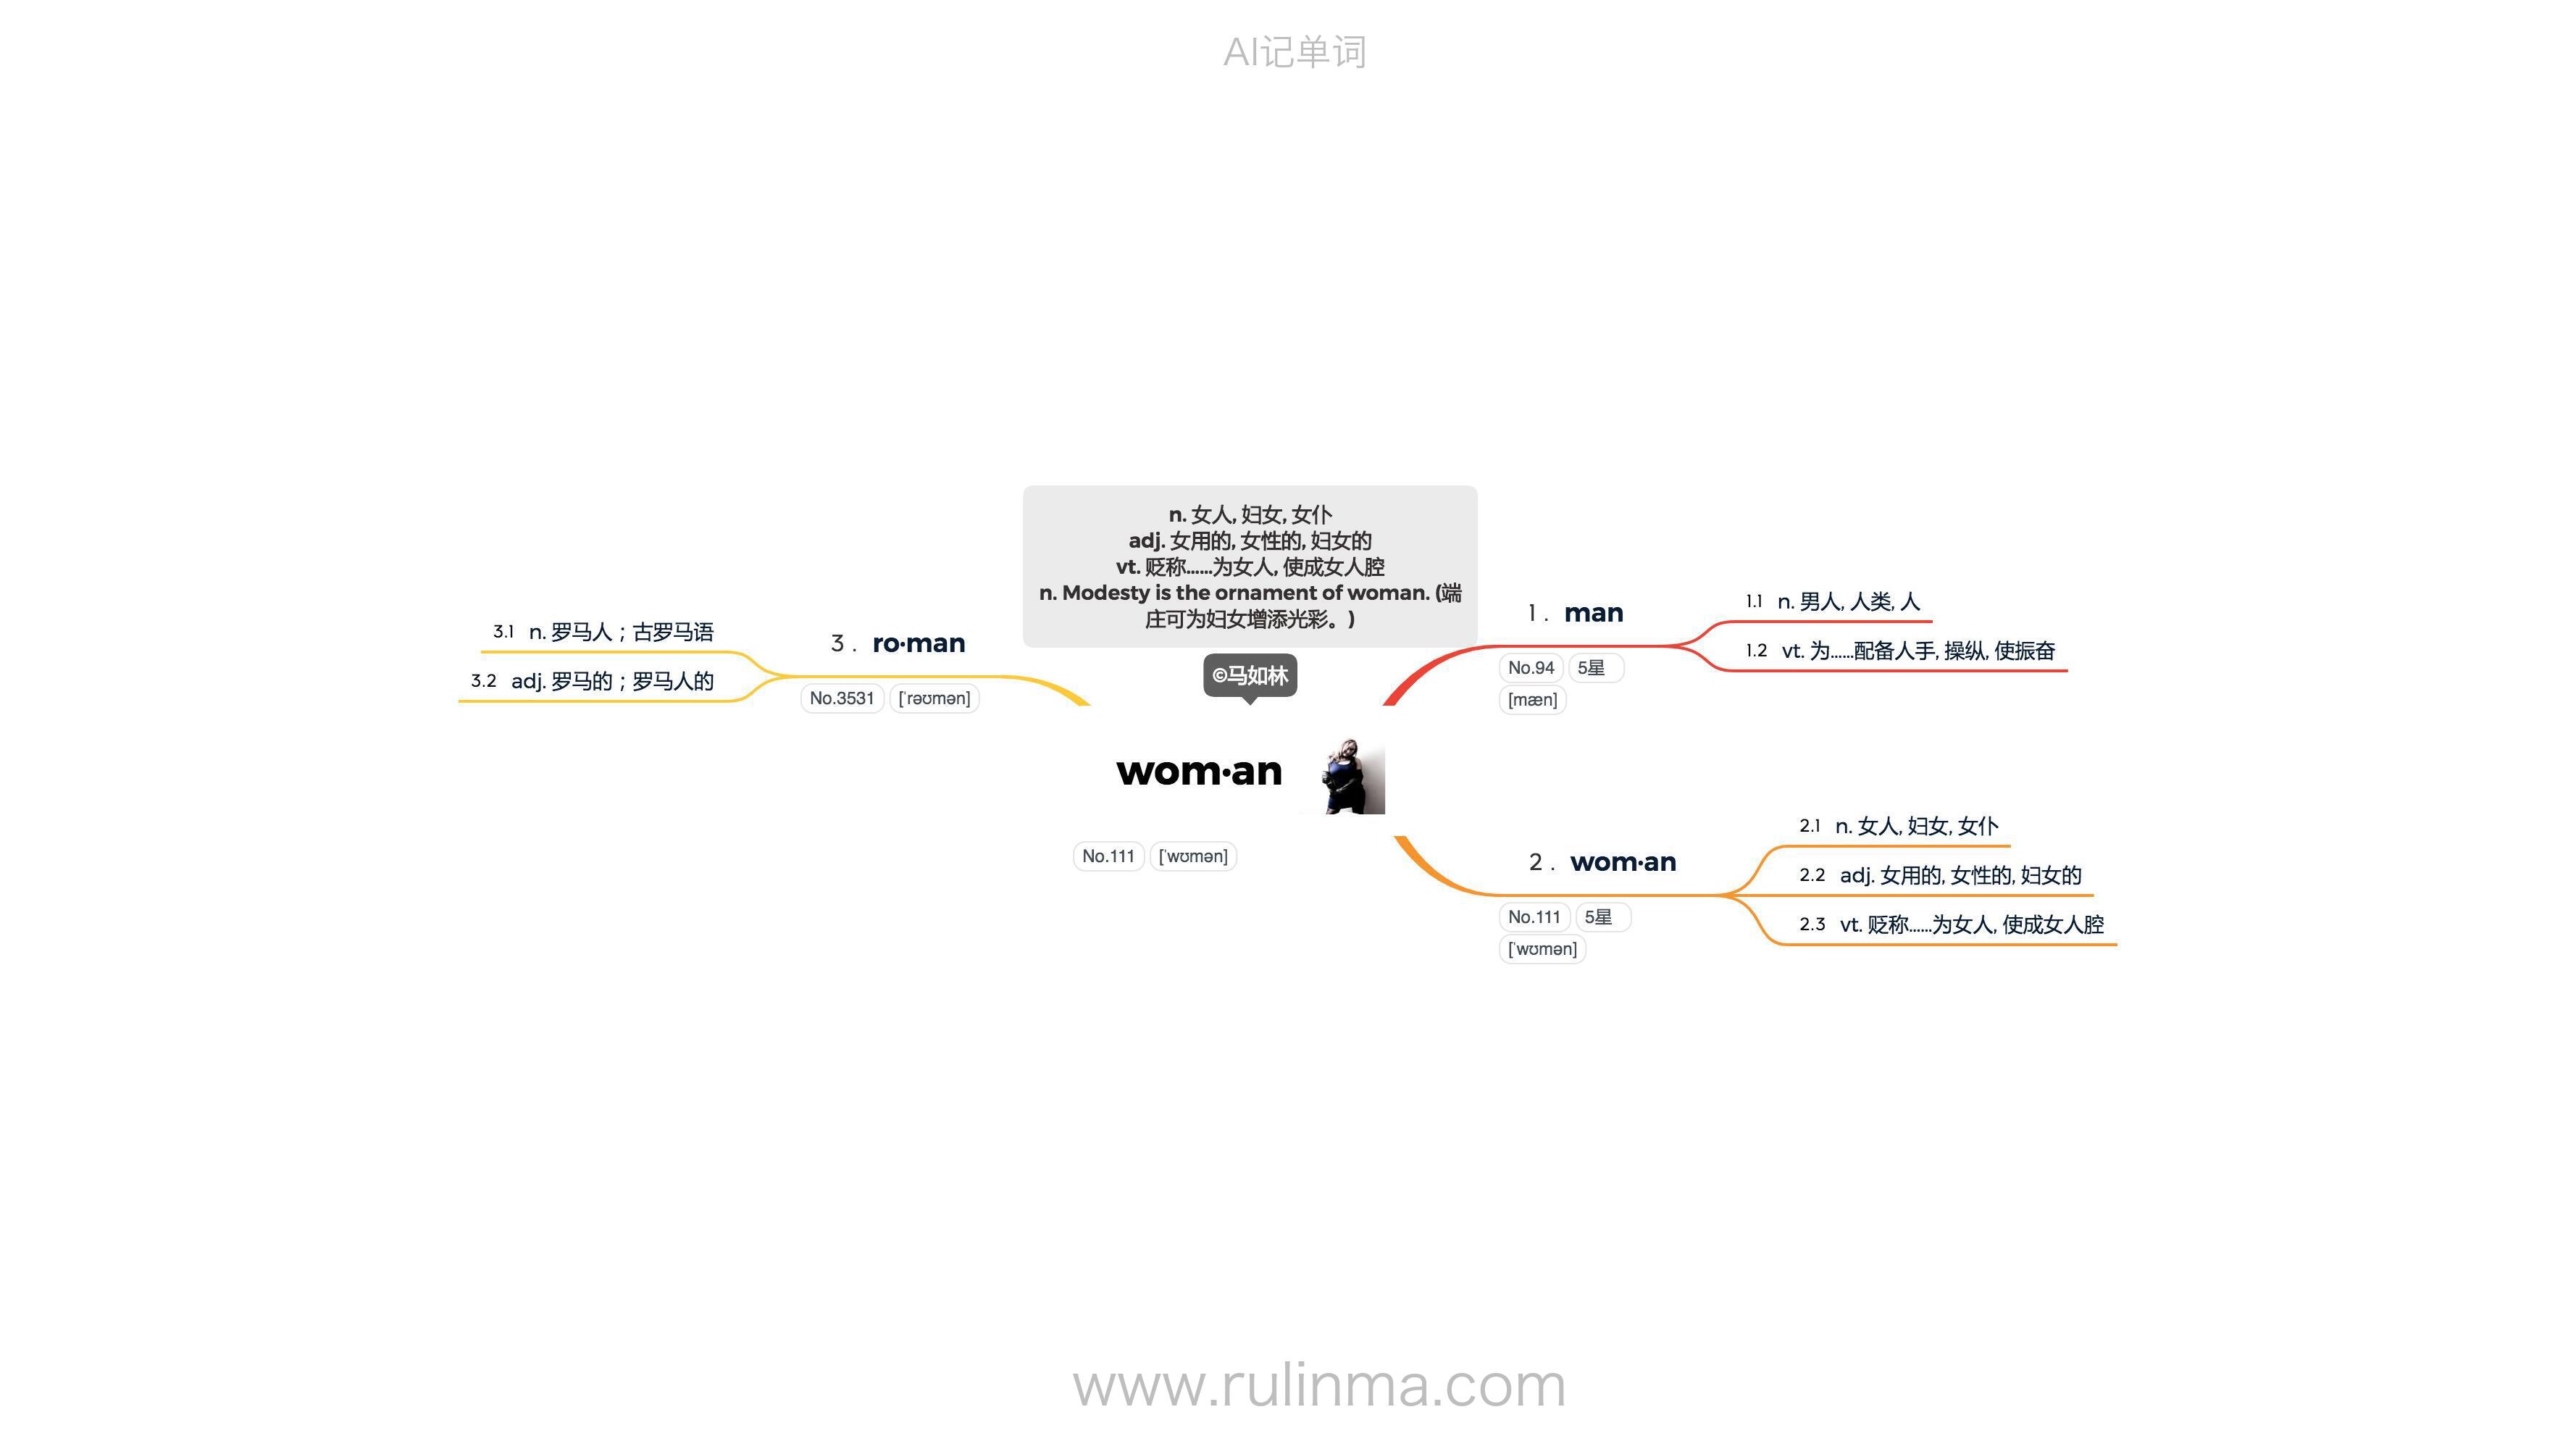 AI记单词
n. 女人, 妇女, 女仆
adj. 女用的, 女性的, 妇女的
vt. 贬称……为女人, 使成女人腔
n. Modesty is the ornament of woman. (端
庄可为妇女增添光彩。)
©马如林
wom·an
No.111 [ˈwʊmən]
1. man
No.94 5星
[mæn]
1.1 n. 男人, 人类, 人
1.2 vt. 为……配备人手, 操纵, 使振奋
2. wom·an
No.111 5星
[ˈwʊmən]
2.1 n. 女人, 妇女, 女仆
2.2 adj. 女用的, 女性的, 妇女的
2.3 vt. 贬称……为女人, 使成女人腔
3. ro·man
No.3531 [ˈrəʊmən]
3.1 n. 罗马人；古罗马语
3.2 adj. 罗马的；罗马人的
www.rulinma.com